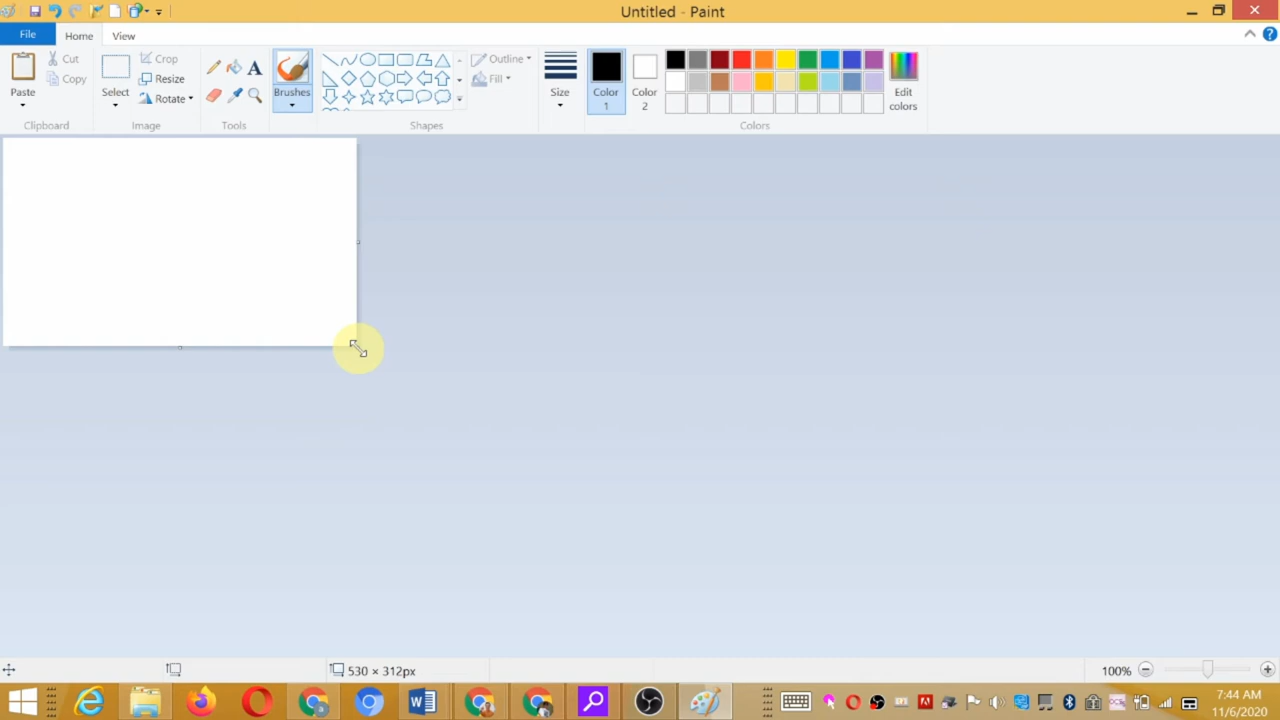 Untitled - Paint
File
Home
View
Paste
Cut
Copy
Clipboard
Select
Crop
Resize
Rotate
Image
A
Tools
Brushes
Outline
Fill
Shapes
Size
Color
1
Color
2
Edit
colors
Colors
530 × 312px
100%
7:44 AM
11/6/2020